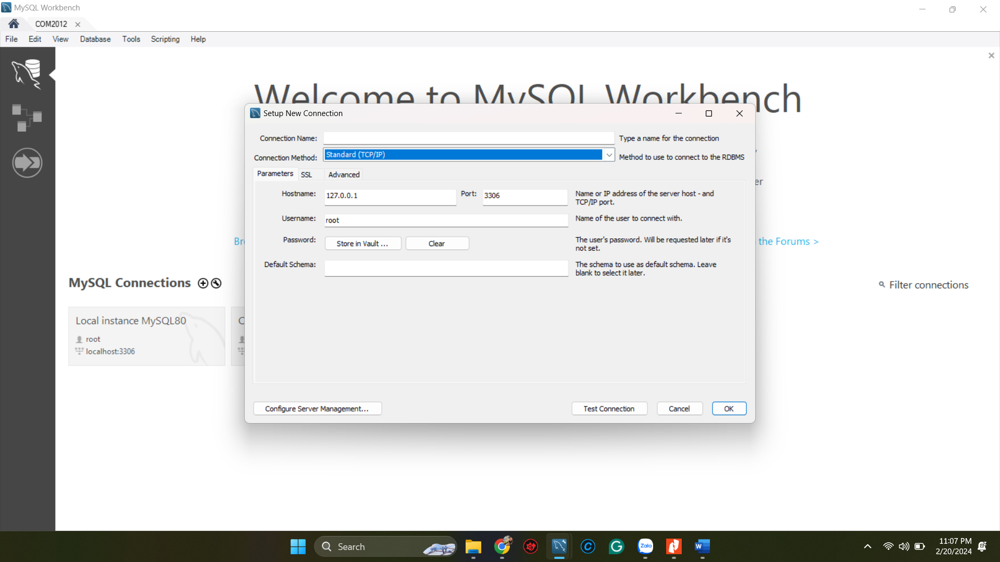 MySQL Workbench
COM2012
File Edit View Database Tools Scripting Help
Welcome to MySQL Workbench
Setup New Connection
Connection Name: Type a name for the connection
Connection Method: Standard (TCP/IP) Method to use to connect to the RDBMS
Parameters SSL Advanced
Hostname: 127.0.0.1 Port: 3306 Name or IP address of the server host - and
TCP/IP port.
Username: root Name of the user to connect with.
Password: Store in Vault ... Clear The user's password. Will be requested later if it's
not set.
the Forums >
Default Schema: The schema to use as default schema. Leave
blank to select it later.
MySQL Connections
Filter connections
Local instance MySQL80
root
localhost:3306
Configure Server Management... Test Connection Cancel OK
Search
Zalo
11:07 PM
2/20/2024